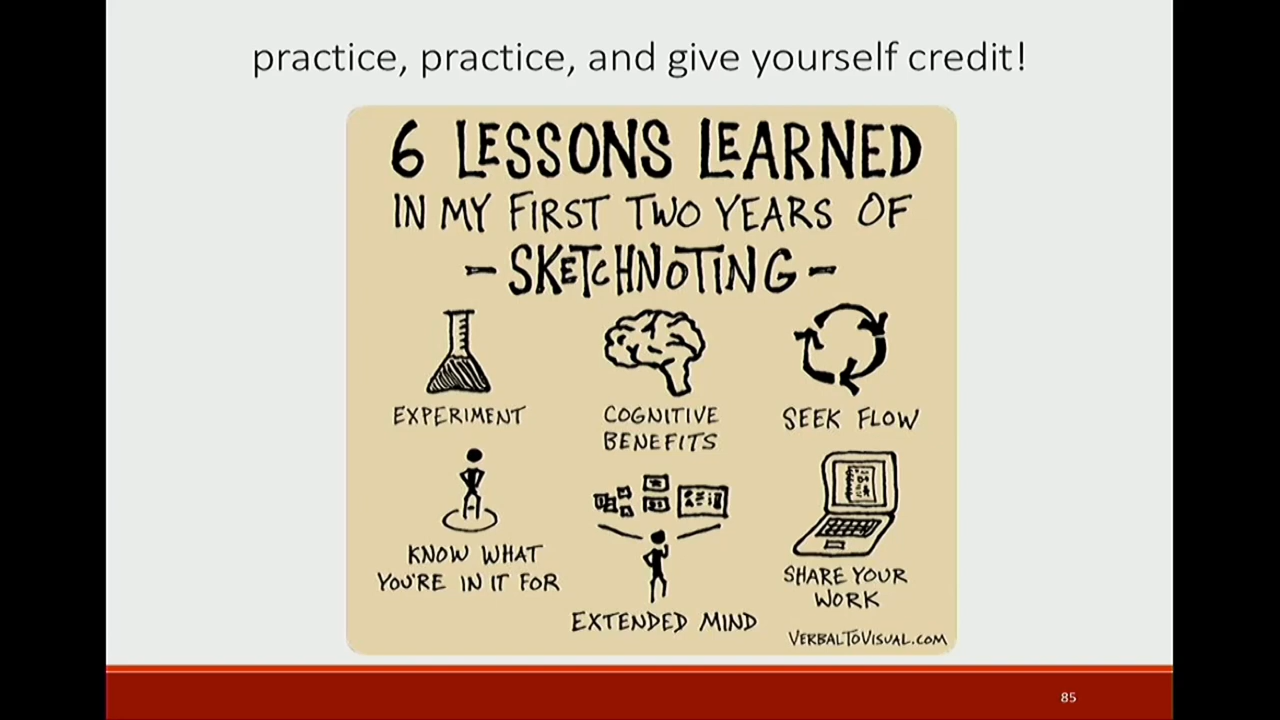 practice, practice, and give yourself credit!
6 LESSONS LEARNED
IN MY FIRST TWO YEARS OF
- SKETCHNOTING -
EXPERIMENT
COGNITIVE
BENEFITS
SEEK FLOW
KNOW WHAT
YOU'RE IN IT FOR
EXTENDED MIND
SHARE YOUR
WORK
VERBALTOVISUAL.COM
85